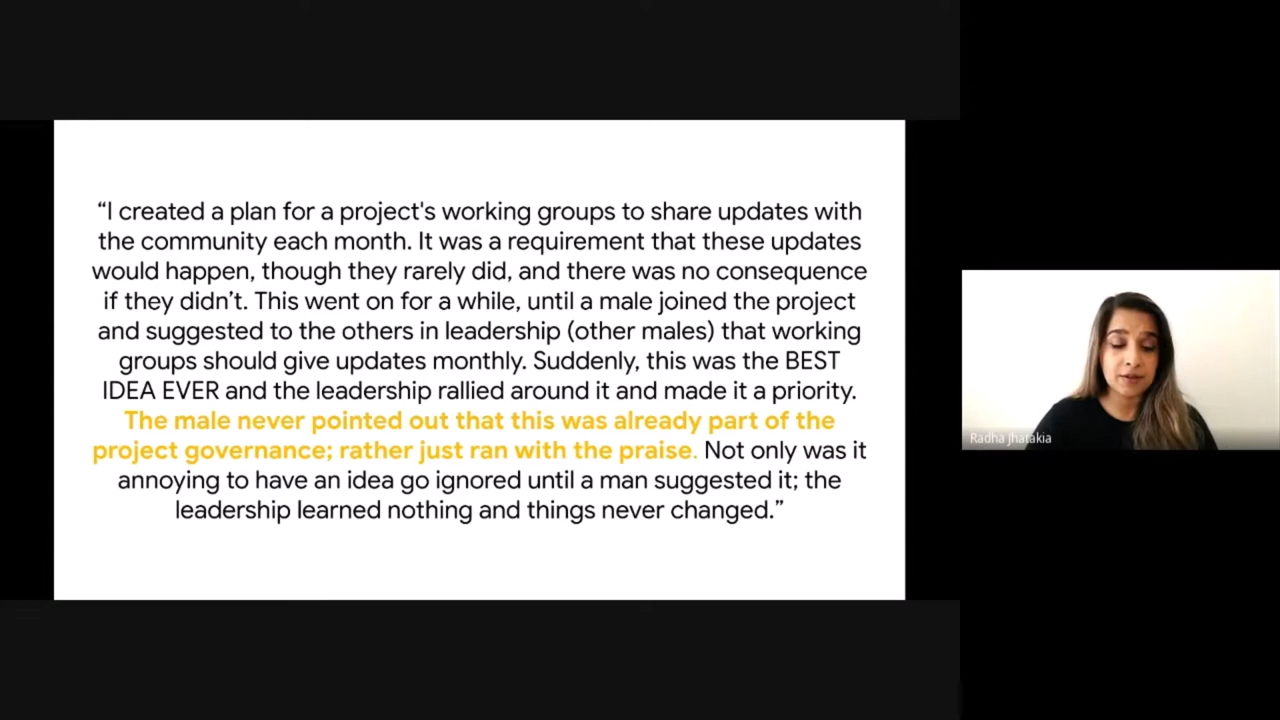 “I created a plan for a project's working groups to share updates with
the community each month. It was a requirement that these updates
would happen, though they rarely did, and there was no consequence
if they didn’t. This went on for a while, until a male joined the project
and suggested to the others in leadership (other males) that working
groups should give updates monthly. Suddenly, this was the BEST
IDEA EVER and the leadership rallied around it and made it a priority.
The male never pointed out that this was already part of the
project governance; rather just ran with the praise. Not only was it
annoying to have an idea go ignored until a man suggested it; the
leadership learned nothing and things never changed.”
Radha Jhatakia